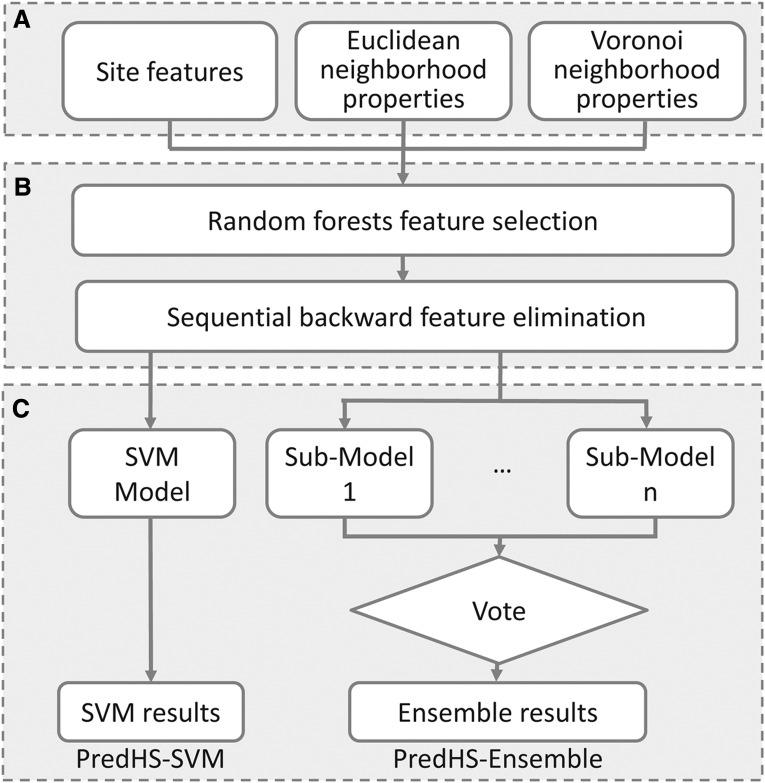 A
Site features
Euclidean
neighborhood
properties
Voronoi
neighborhood
properties
B
Random forests feature selection
Sequential backward feature elimination
C
SVM
Model
Sub-Model
1
...
Sub-Model
n
Vote
SVM results
Ensemble results
PredHS-SVM
PredHS-Ensemble